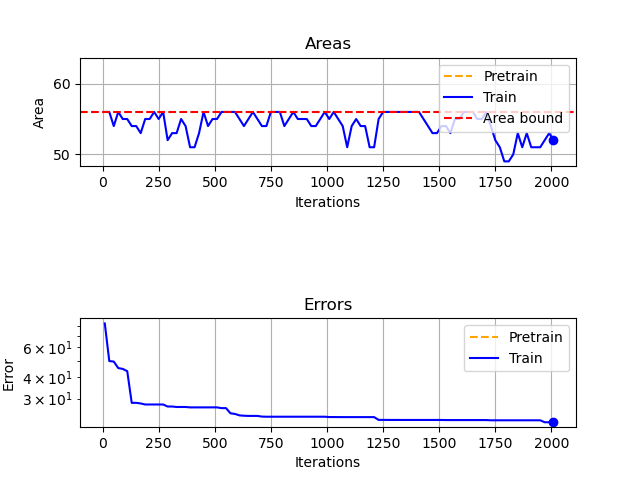 Areas
Pretrain
Train
Area bound
60
50
Area
0 250 500 750 1000 1250 1500 1750 2000
Iterations
Errors
Pretrain
Train
6 × 10¹
4 × 10¹
3 × 10¹
Error
0 250 500 750 1000 1250 1500 1750 2000
Iterations